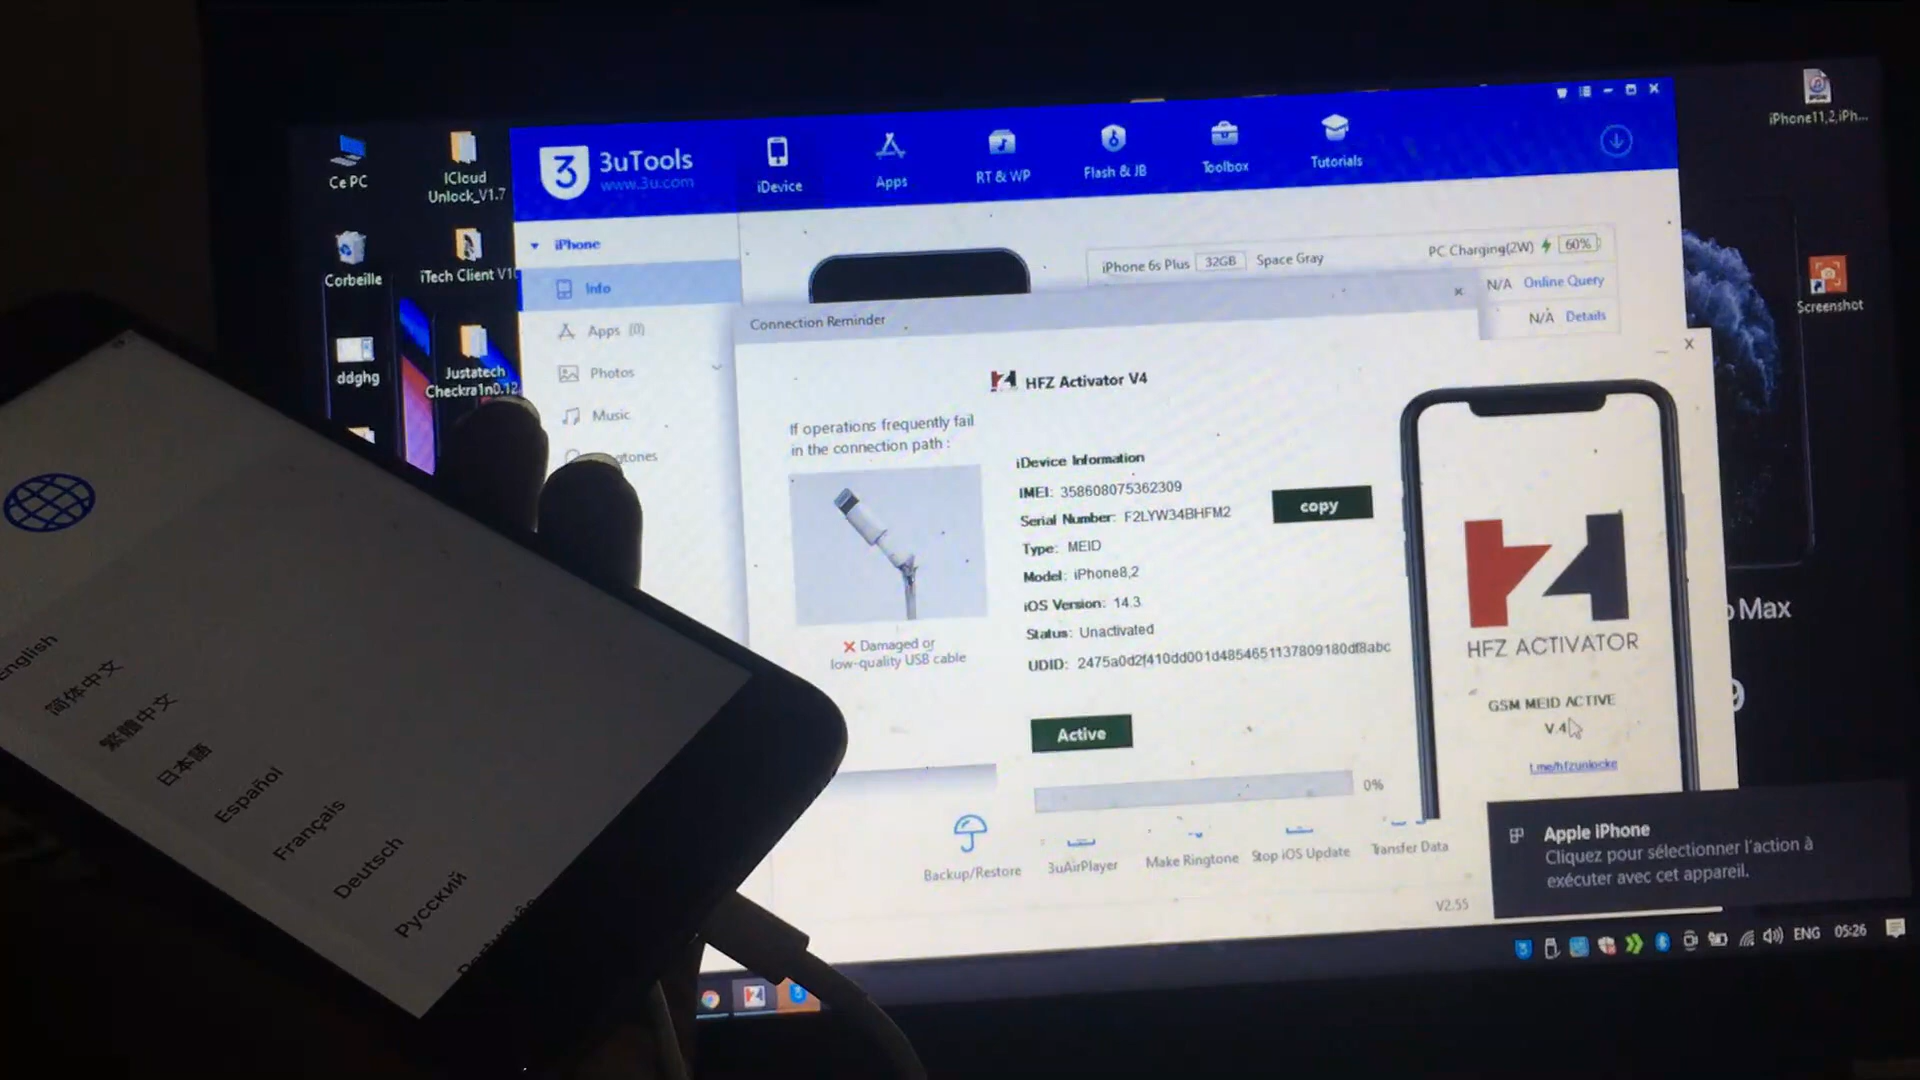 Ce PC
ICloud
Unlock_V1.7
Corbeille
iTech Client V10
ddghg
Justatech
Checkra1n0.12
3
3uTools
www.3u.com
iDevice
Apps
RT & WP
Flash & JB
Toolbox
Tutorials
iPhone11,2,iPh...
Screenshot
iPhone
Info
Apps (0)
Photos
Music
gtones
iPhone 6s Plus 32GB Space Gray
PC Charging(2W) 60%
N/A Online Query
N/A Details
Connection Reminder
HFZ Activator V4
If operations frequently fail
in the connection path :
Damaged or
low-quality USB cable
iDevice Information
IMEI: 358608075362309
Serial Number: F2LYW34BHFM2
Type: MEID
Model: iPhone8,2
iOS Version: 14.3
Status: Unactivated
UDID: 2475a0d2f410dd001d4854651137809180df8abc
copy
Active
0%
HFZ ACTIVATOR
GSM MEID ACTIVE
V.4
t.me/hfzunlocke
Max
9
Backup/Restore
3uAirPlayer
Make Ringtone
Stop iOS Update
Transfer Data
V2.55
Apple iPhone
Cliquez pour sélectionner l'action à
exécuter avec cet appareil.
ENG
05:26
English
简体中文
繁體中文
日本語
Español
Français
Deutsch
Русский
Português